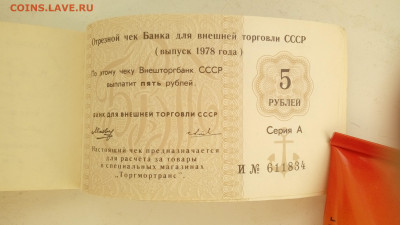 COINS.LAVE.RU
Отрезной чек Банка для внешней торговли СССР
(выпуск 1978 года)
По этому чеку Внешторгбанк СССР
выплатит пять рублей.
БАНК ДЛЯ ВНЕШНЕЙ ТОРГОВЛИ СССР
Настоящий чек предназначается
для расчёта за товары
в специальных магазинах
„Торгмортранс".
5
РУБЛЕЙ
Серия А
И № 611834